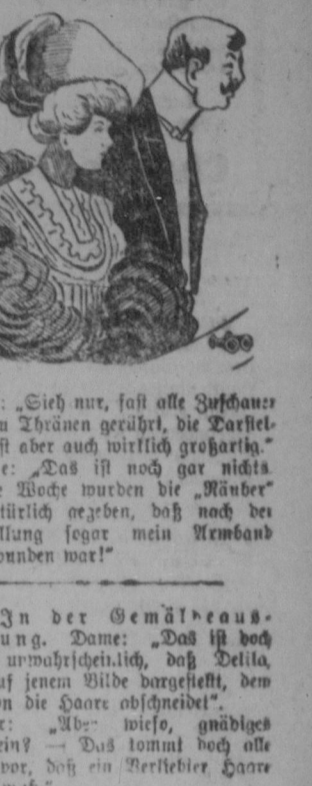 : „Sieh nur, fast alle Zuschauer
u Thränen gerührt, die Darstel-
st aber auch wirklich großartig.“
e: „Das ist noch gar nichts
e Woche wurden die „Räuber“
türlich gegeben, daß nach der
llung sogar mein Armband
wunden war!“
In der Gemäldeaus-
ung. Dame: „Das ist doch
unwahrscheinlich, daß Delila,
uf jenem Bilde dargestellt, dem
n die Haare abschneidet“.
r: „Aber wieso, gnädiges
ein? — Das kommt doch alle
vor, daß ein Verliebter Haare